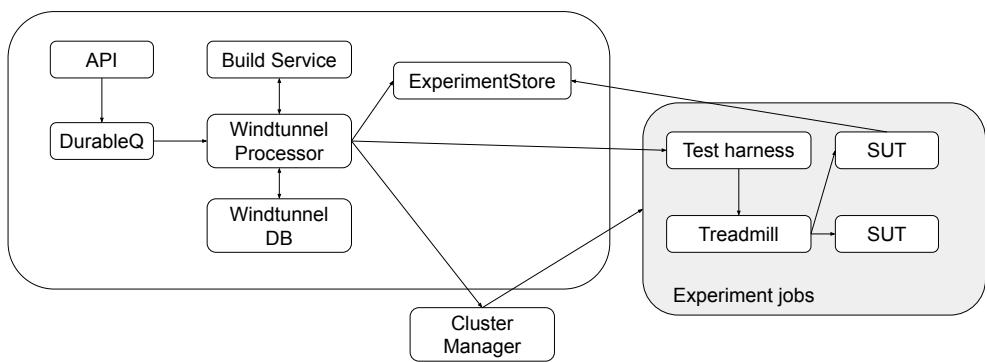 API
Build Service
ExperimentStore
DurableQ
Windtunnel
Processor
Test harness
SUT
Windtunnel
DB
Treadmill
SUT
Experiment jobs
Cluster
Manager